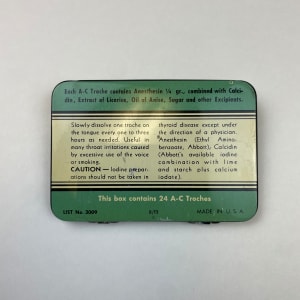 Each A-C Troche contains Anesthesin ¼ gr., combined with Calci-
din, Extract of Licorice, Oil of Anise, Sugar and other Excipients.
Slowly dissolve one troche on
the tongue every one to three
hours as needed. Useful in
many throat irritations caused
by excessive use of the voice
or smoking.
CAUTION — Iodine prepa-
rations should not be taken in
thyroid disease except under
the direction of a physician.
Anesthesin (Ethyl Amino-
benzoate, Abbott), Calcidin
(Abbott's available iodine
combination with lime
and starch plus calcium
iodate).
This box contains 24 A-C Troches
LIST No. 2009
MADE IN U.S.A.